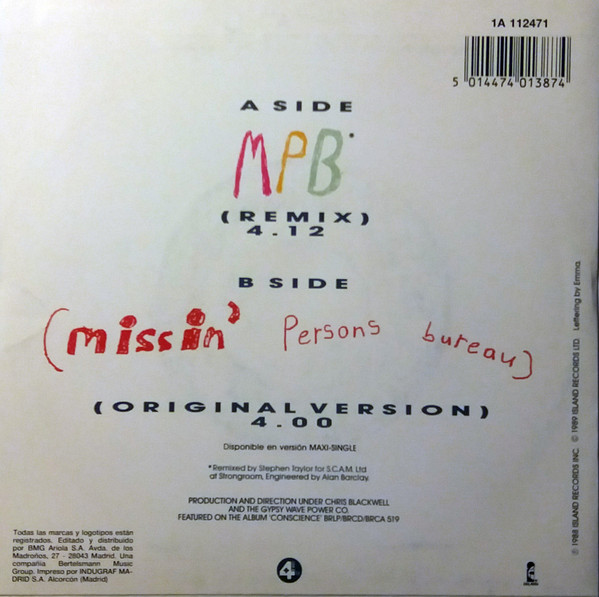 1A 112471
5 014474 013874
A SIDE
MPB*
(REMIX)
4.12
B SIDE
(missin' Persons bureau)
(ORIGINAL VERSION)
4.00
Disponible en versión MAXI-SINGLE
*Remixed by Stephen Taylor for S.C.A.M. Ltd
at Strongroom, Engineered by Alan Barclay.
PRODUCTION AND DIRECTION UNDER CHRIS BLACKWELL
AND THE GYPSY WAVE POWER CO.
FEATURED ON THE ALBUM 'CONSCIENCE' BRLP/BRCD/BRCA 519
Todas las marcas y logotipos están
registrados. Editado y distribuido
por BMG Ariola S.A. Avda. de los
Madroños, 27 - 28043 Madrid. Una
compañía Bertelsmann Music
Group. Impreso por INDUGRAF MA-
DRID S.A. Alcorcón (Madrid)
4
ISLAND
℗ 1988 ISLAND RECORDS INC. © 1989 ISLAND RECORDS LTD. Lettering by Emma.